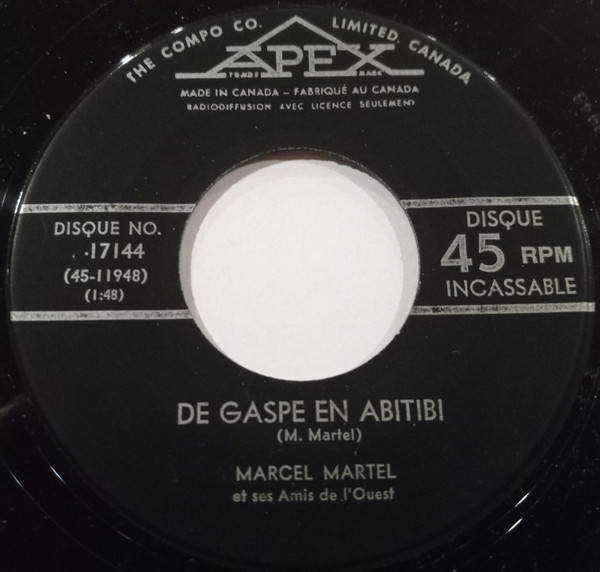 THE COMPO CO. LIMITED, CANADA
APEX
TRADE MARK
MADE IN CANADA – FABRIQUÉ AU CANADA
RADIODIFFUSION AVEC LICENCE SEULEMENT
DISQUE NO.
17144
(45-11948)
(1:48)
DISQUE
45 RPM
INCASSABLE
DE GASPE EN ABITIBI
(M. Martel)
MARCEL MARTEL
et ses Amis de l'Ouest